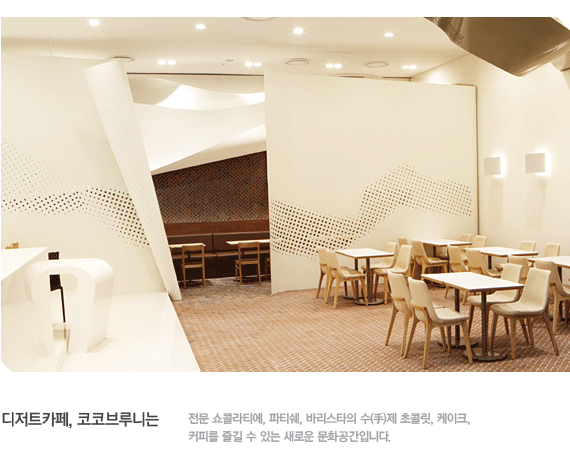 디저트카페, 코코브루니는
전문 쇼콜라티에, 파티쉐, 바리스타의 수(手)제 초콜릿, 케이크,
커피를 즐길 수 있는 새로운 문화공간입니다.